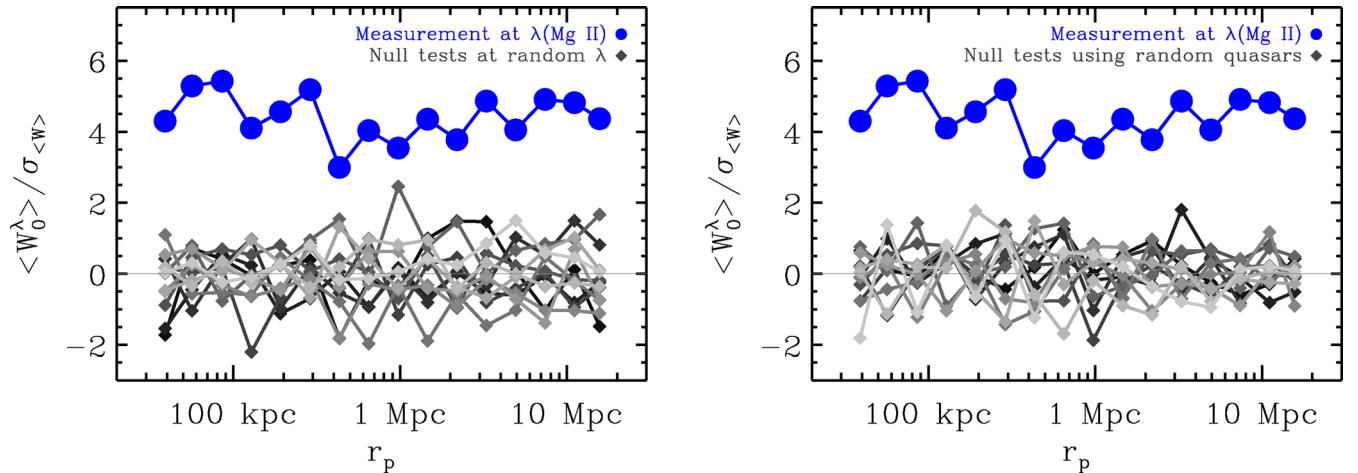 Measurement at λ(Mg II)
Null tests at random λ
6
4
2
0
−2
<W₀^λ>/σ_<W>
100 kpc
1 Mpc
10 Mpc
r_p
Measurement at λ(Mg II)
Null tests using random quasars
6
4
2
0
−2
<W₀^λ>/σ_<W>
100 kpc
1 Mpc
10 Mpc
r_p